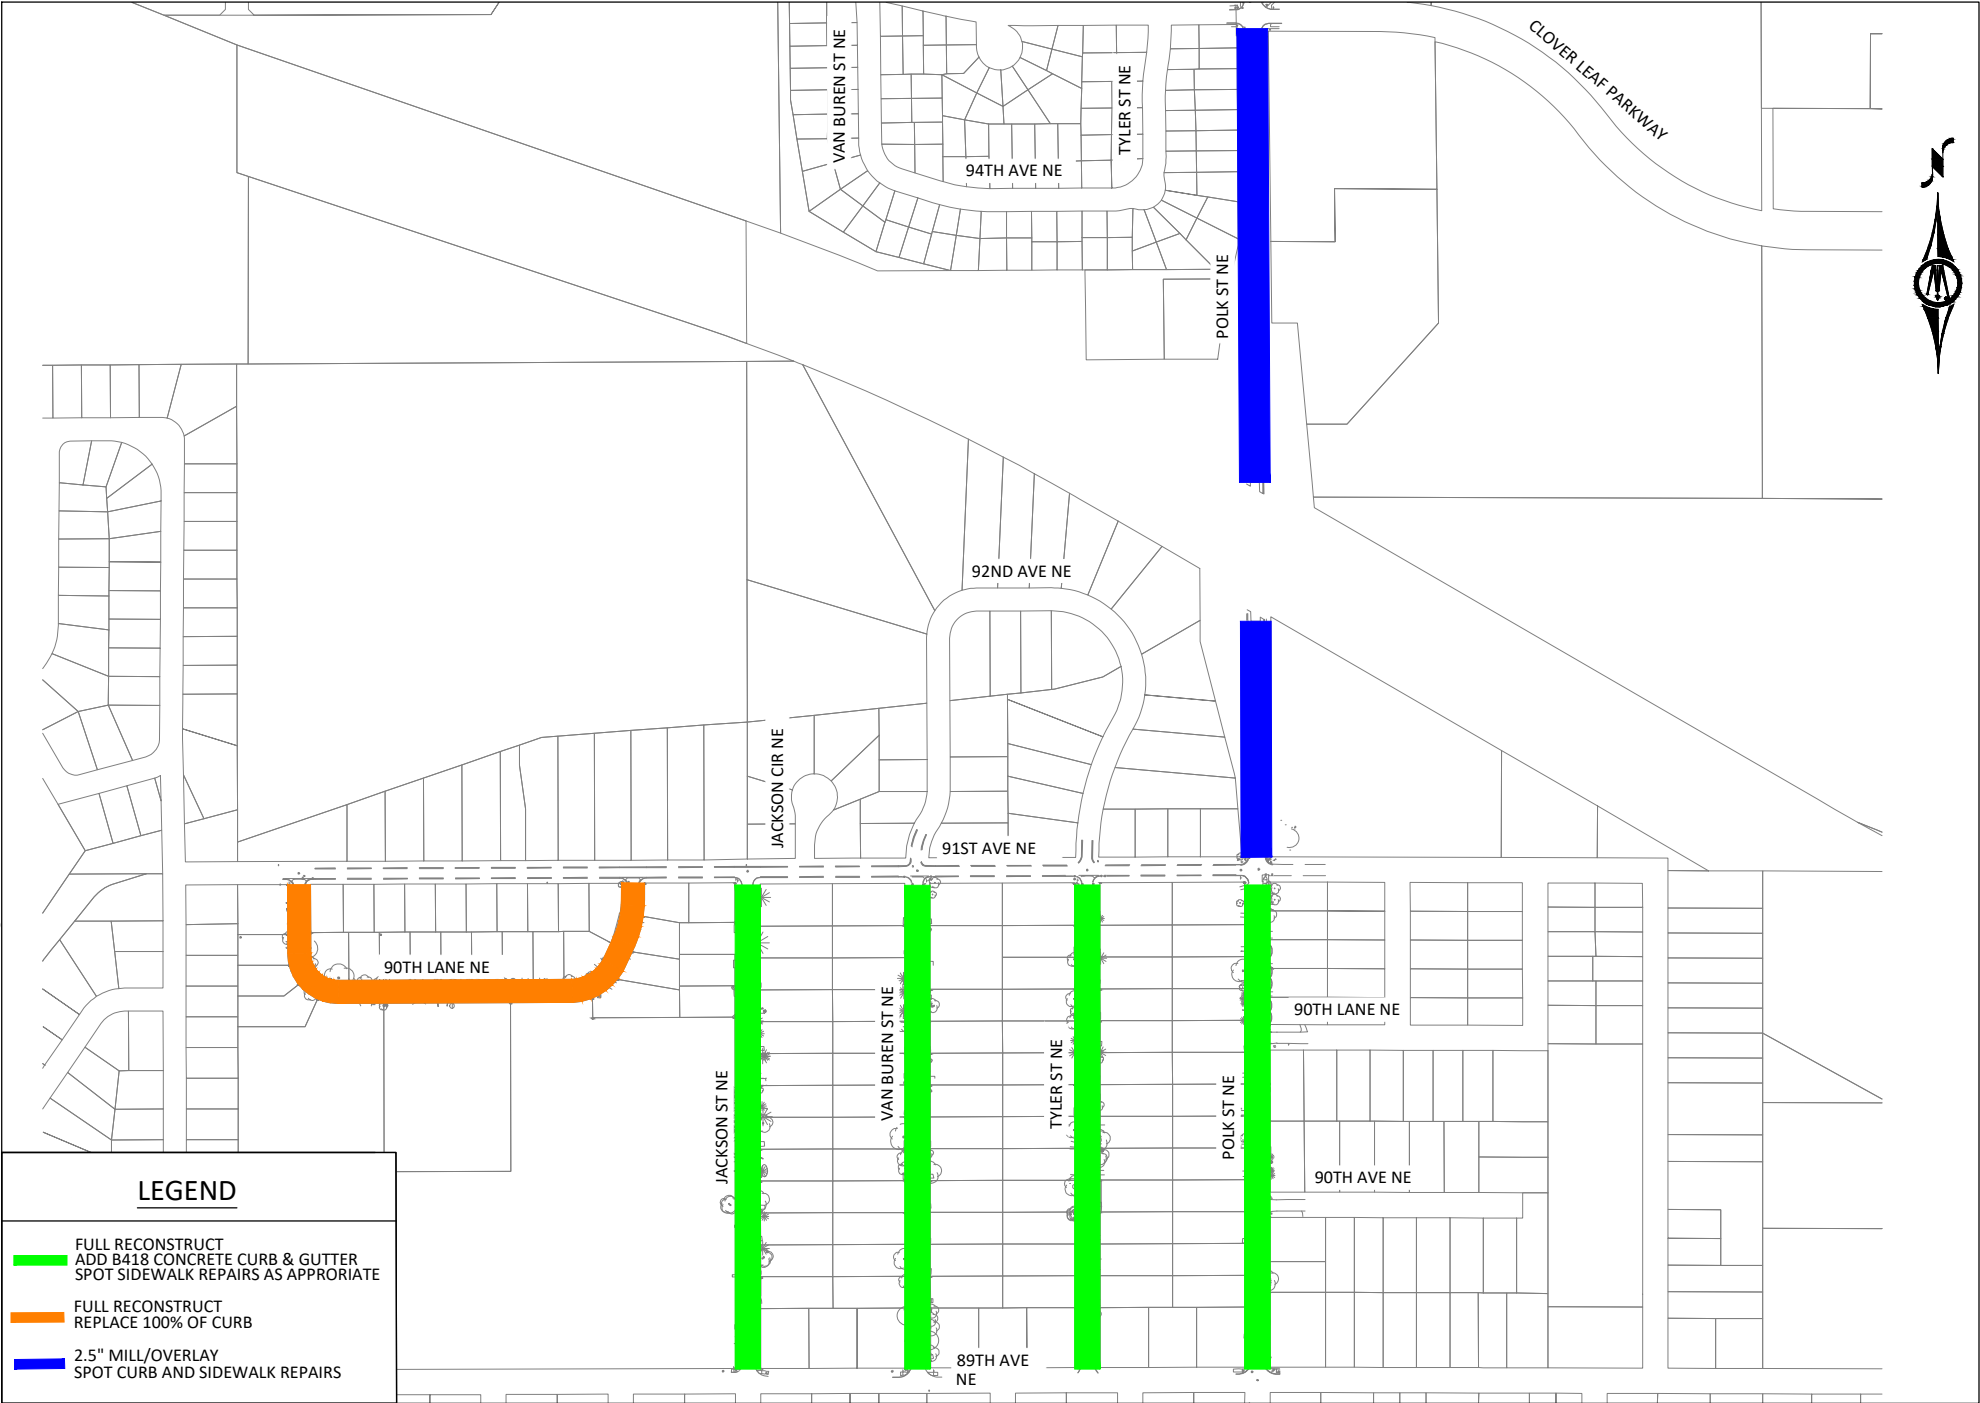 CLOVER LEAF PARKWAY
VAN BUREN ST NE
TYLER ST NE
94TH AVE NE
N
POLK ST NE
92ND AVE NE
JACKSON CIR NE
91ST AVE NE
90TH LANE NE
VAN BUREN ST NE
90TH LANE NE
JACKSON ST NE
TYLER ST NE
POLK ST NE
90TH AVE NE
89TH AVE
NE
LEGEND
FULL RECONSTRUCT
ADD B418 CONCRETE CURB & GUTTER
SPOT SIDEWALK REPAIRS AS APPRORIATE
FULL RECONSTRUCT
REPLACE 100% OF CURB
2.5" MILL/OVERLAY
SPOT CURB AND SIDEWALK REPAIRS